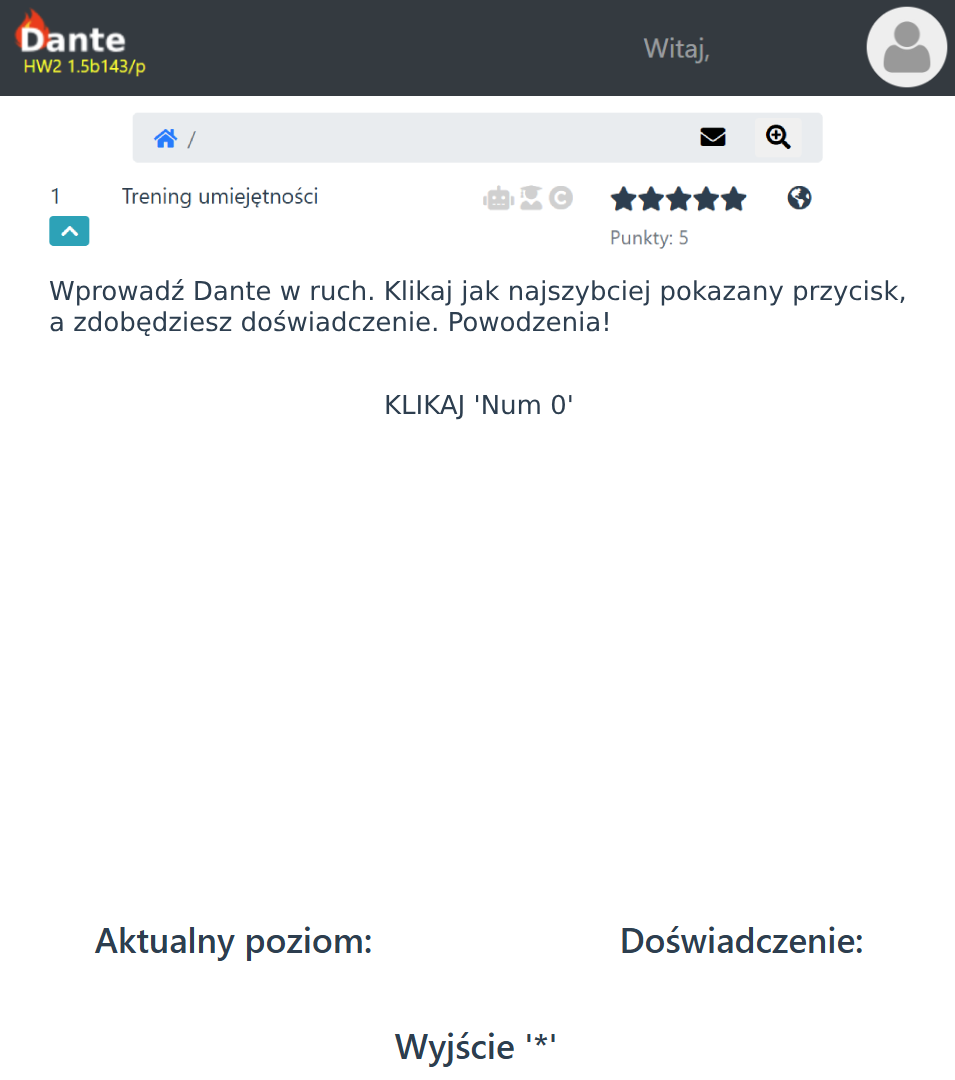 Dante
HW2 1.5b143/p
Witaj,
/
1 Trening umiejętności
Punkty: 5
Wprowadź Dante w ruch. Klikaj jak najszybciej pokazany przycisk,
a zdobędziesz doświadczenie. Powodzenia!
KLIKAJ 'Num 0'
Aktualny poziom: Doświadczenie:
Wyjście '*'